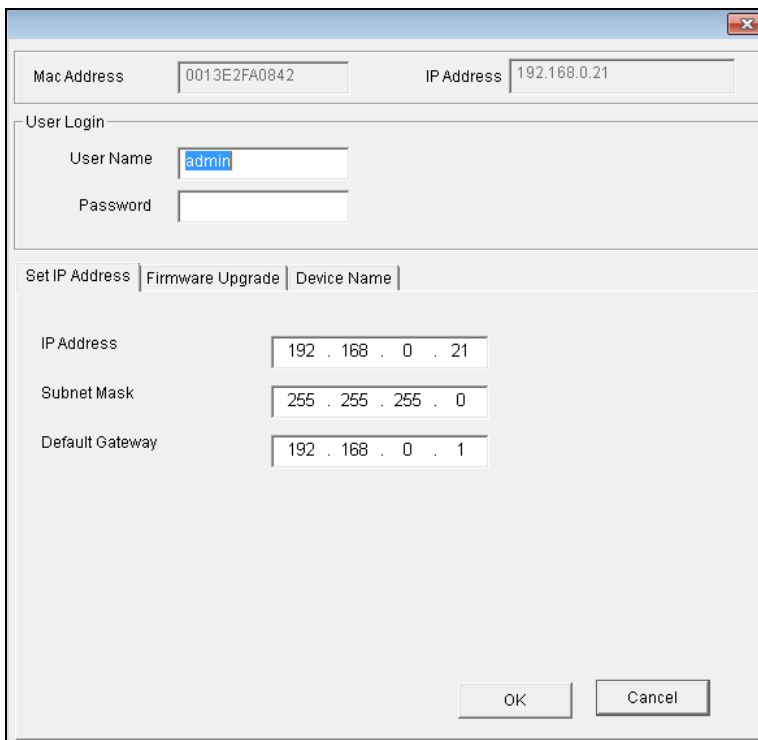 Mac Address 0013E2FA0842 IP Address 192.168.0.21
User Login
User Name admin
Password
Set IP Address Firmware Upgrade Device Name
IP Address 192 . 168 . 0 . 21
Subnet Mask 255 . 255 . 255 . 0
Default Gateway 192 . 168 . 0 . 1
OK Cancel